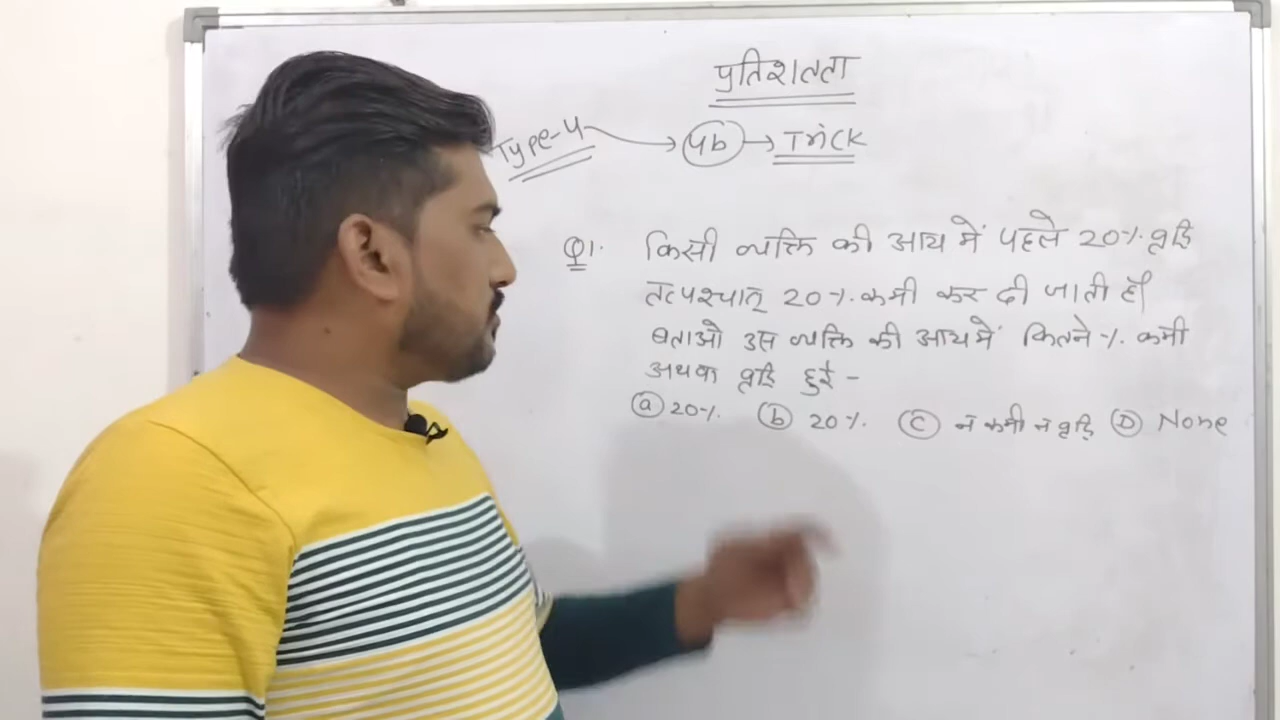 प्रतिशतता
Type-4 → 4b → Trick
Q1. किसी व्यक्ति की आय में पहले 20% वृद्धि
तत्पश्चात् 20% कमी कर दी जाती है।
बताओ उस व्यक्ति की आय में कितने % कमी
अथवा वृद्धि हुई -
(a) 20% (b) 20% (C) न कमी न वृद्धि (D) None